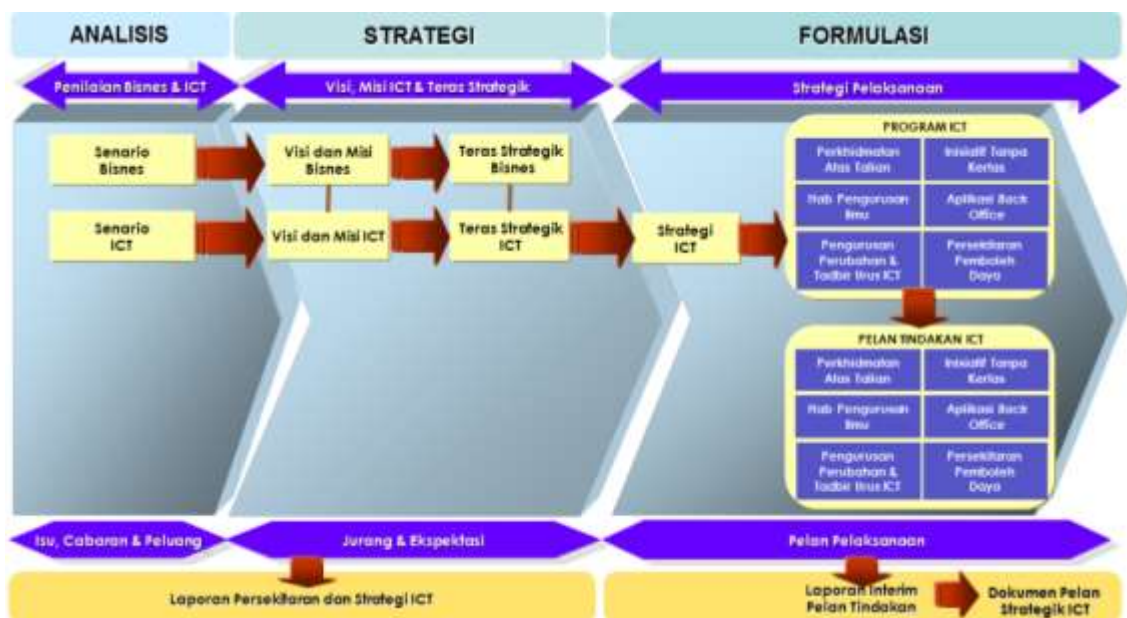 ANALISIS
STRATEGI
FORMULASI
Penilaian Bisnes & ICT
Visi, Misi ICT & Teras Strategik
Strategi Pelaksanaan
Senario
Bisnes
Visi dan Misi
Bisnes
Teras Strategik
Bisnes
Senario
ICT
Visi dan Misi ICT
Teras Strategik
ICT
Strategi
ICT
PROGRAM ICT
Perkhidmatan
Atas Talian
Inisiatif Tanpa
Kertas
Hab Pengurusan
Ilmu
Aplikasi Back
Office
Pengurusan
Perubahan &
Tadbir Urus ICT
Persekitaran
Pemboleh
Daya
PELAN TINDAKAN ICT
Perkhidmatan
Atas Talian
Inisiatif Tanpa
Kertas
Hab Pengurusan
Ilmu
Aplikasi Back
Office
Pengurusan
Perubahan &
Tadbir Urus ICT
Persekitaran
Pemboleh
Daya
Isu, Cabaran & Peluang
Jurang & Ekspektasi
Pelan Pelaksanaan
Laporan Persekitaran dan Strategi ICT
Laporan Interim
Pelan Tindakan
Dokumen Pelan
Strategik ICT